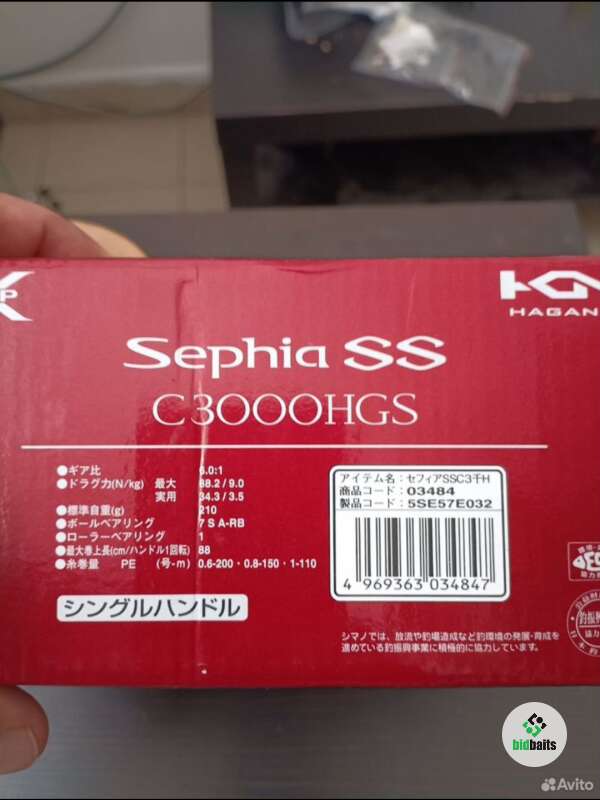 P
HAGAN
Sephia SS
C3000HGS
●ギア比 6.0:1
●ドラグ力(N/kg) 最大 88.2/9.0
実用 34.3/3.5
●標準自重(g) 210
●ボールベアリング 7 S A-RB
●ローラーベアリング 1
●最大巻上長(cm/ハンドル1回転) 88
●糸巻量 PE (号-m) 0.6-200・0.8-150・1-110
シングルハンドル
アイテム名:セフィアSSC3千H
商品コード:03484
製品コード:5SE57E032
4 969363 034847
シマノでは、放流や釣場造成など釣環境の発展・育成を
進めている釣振興事業に積極的に協力しています。
bidbaits
Avito